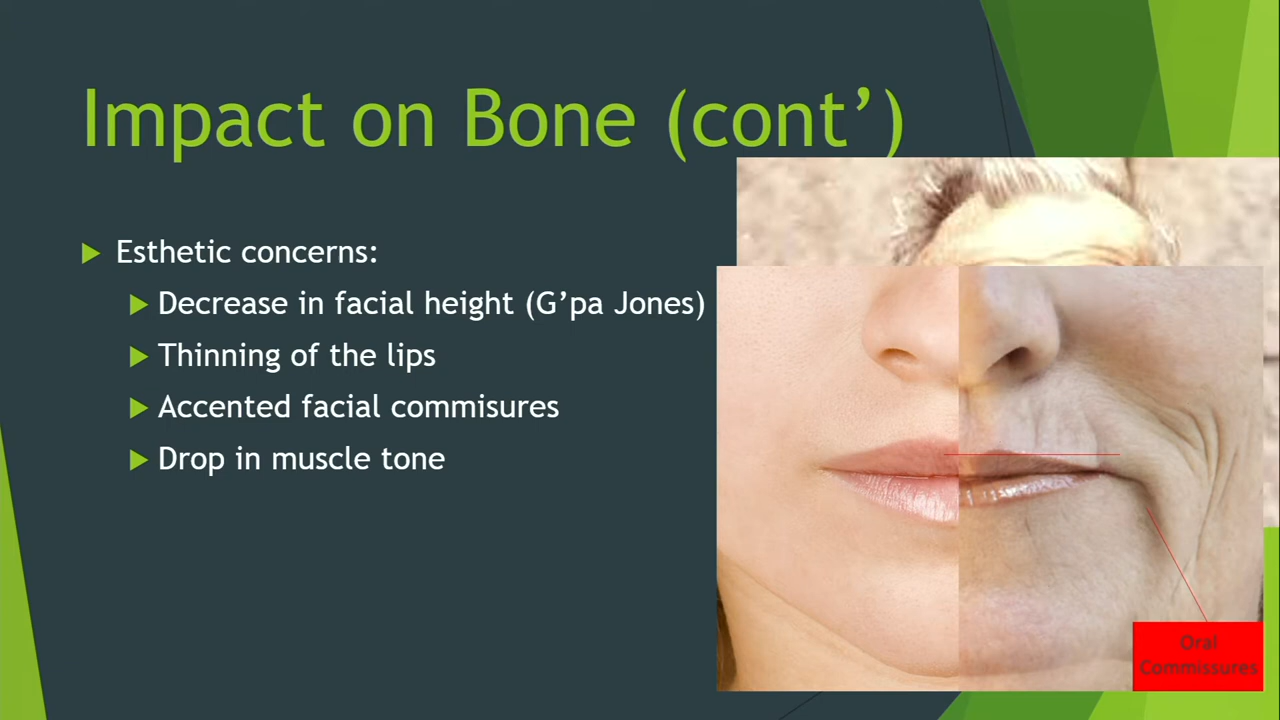 Impact on Bone (cont’)
Esthetic concerns:
Decrease in facial height (G’pa Jones)
Thinning of the lips
Accented facial commisures
Drop in muscle tone
Oral
Commissures